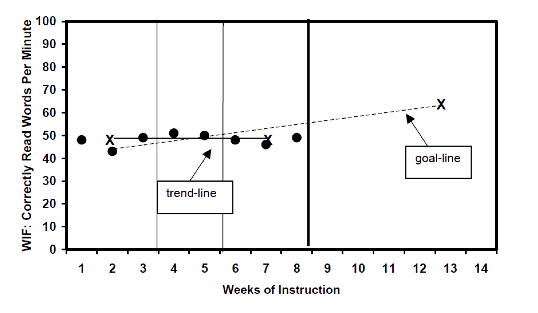 WIF: Correctly Read Words Per Minute
100
90
80
70
60
50
40
30
20
10
0
X
X
X
goal-line
trend-line
1 2 3 4 5 6 7 8 9 10 11 12 13 14
Weeks of Instruction